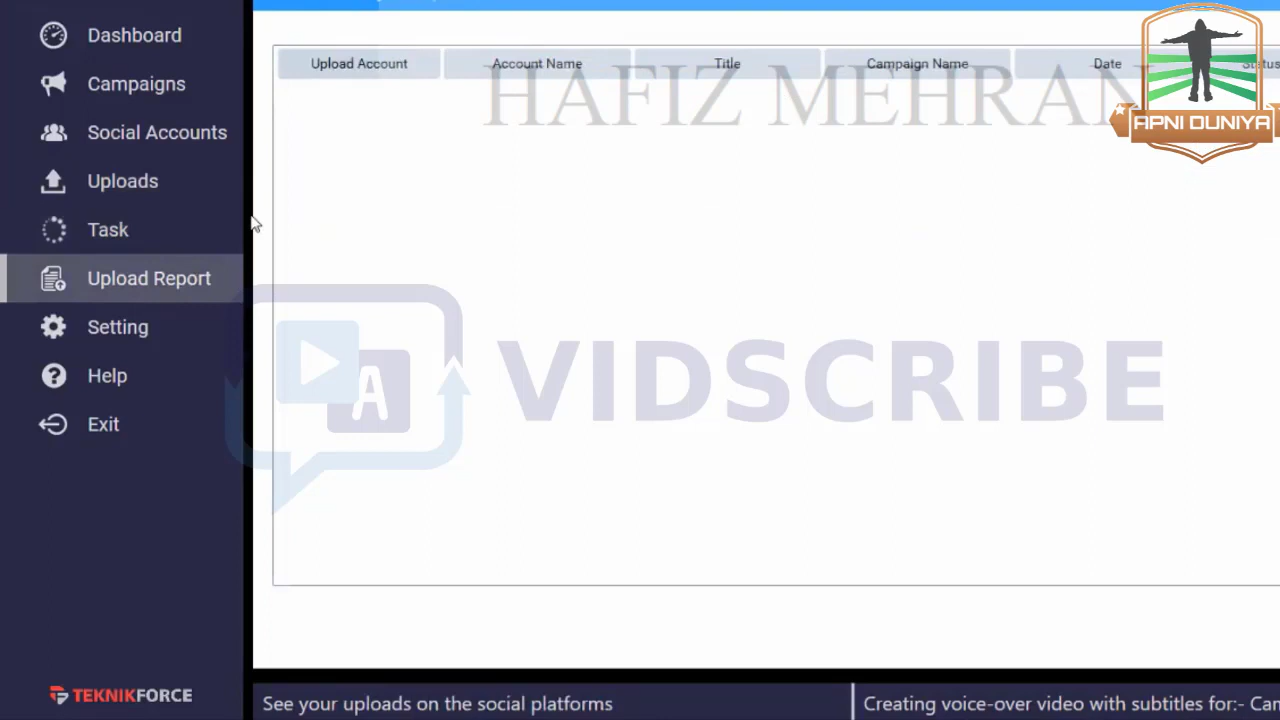 Dashboard
Campaigns
Social Accounts
Uploads
Task
Upload Report
Setting
Help
Exit
TEKNIKFORCE
Upload Account
Account Name
Title
Campaign Name
Date
Status
HAFIZ MEHRAN
APNI DUNIYA
A
VIDSCRIBE
See your uploads on the social platforms
Creating voice-over video with subtitles for:- Can